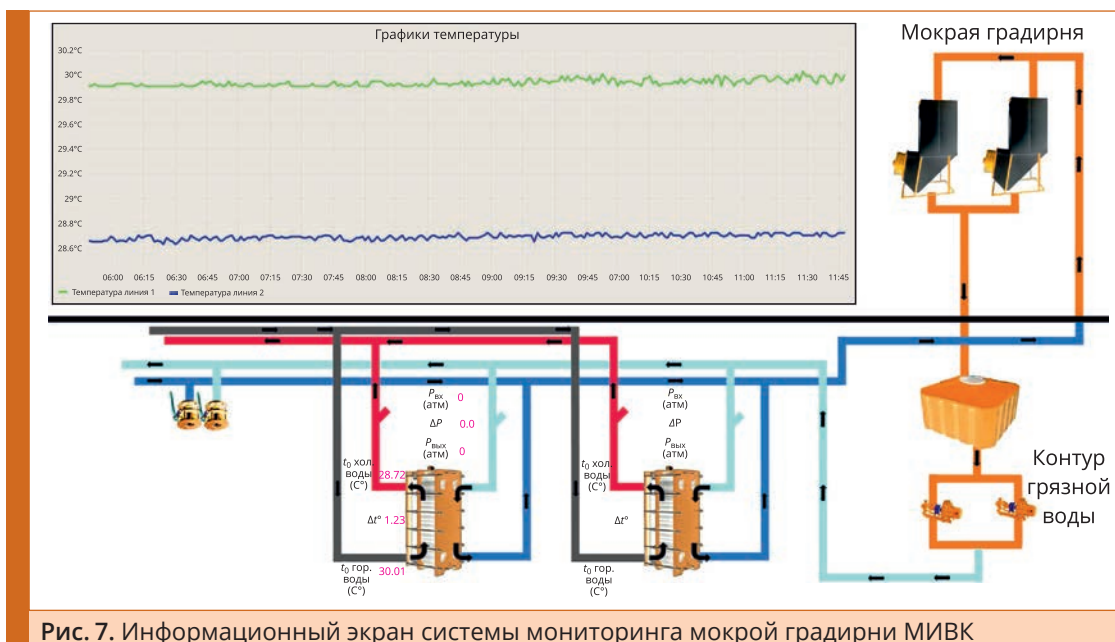 Графики температуры
30.2°C
30°C
29.8°C
29.6°C
29.4°C
29.2°C
29°C
28.8°C
28.6°C
06:00 06:15 06:30 06:45 07:00 07:15 07:30 07:45 08:00 08:15 08:30 08:45 09:00 09:15 09:30 09:45 07:00 10:15 10:30 10:45 11:00 11:15 11:30 11:45
Температура линия 1 Температура линия 2
Мокрая градирня
Pвх
(атм)
0
ΔP 0.0
Pвых
(атм)
0
t0 хол.
воды
(C°)
28.72
Δt° 1.23
t0 гор.
воды
(C°)
30.01
Pвх
(атм)
ΔP
Pвых
(атм)
t0 хол.
воды
(C°)
Δt°
t0 гор.
воды
(C°)
Контур
грязной
воды
Рис. 7. Информационный экран системы мониторинга мокрой градирни МИВК